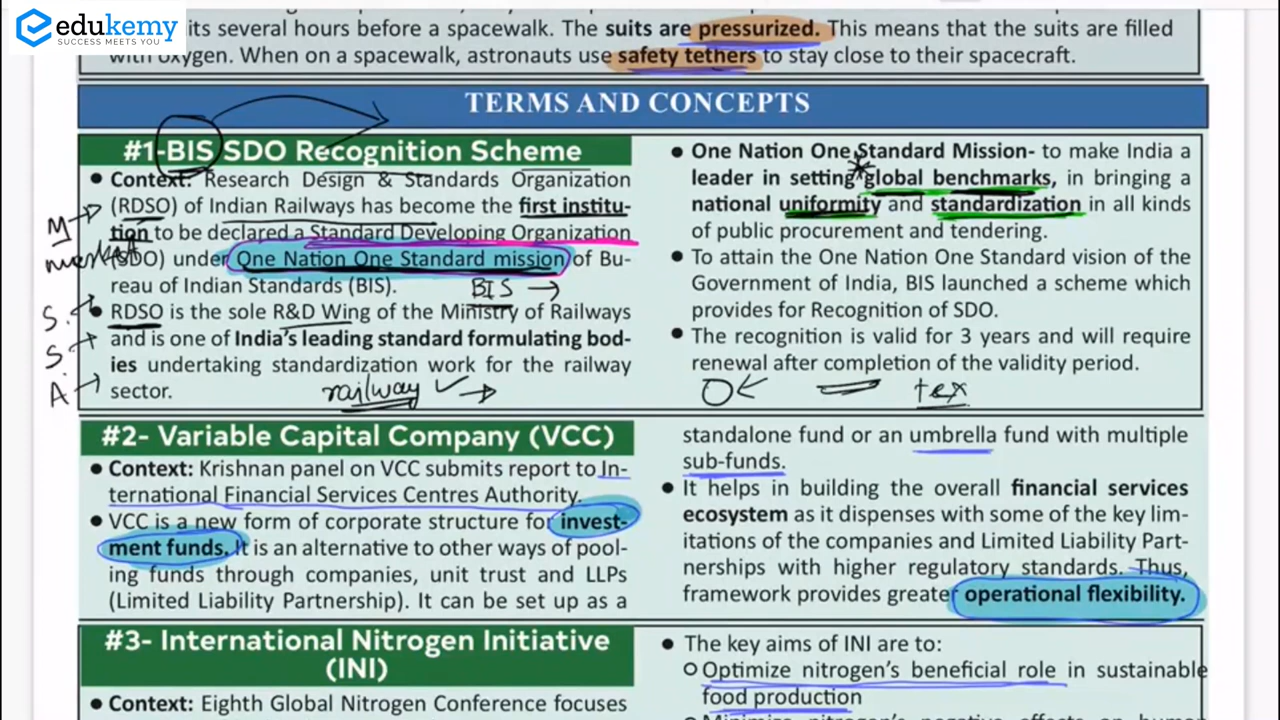 edukemy
SUCCESS MEETS YOU
its several hours before a spacewalk. The suits are pressurized. This means that the suits are filled
with oxygen. When on a spacewalk, astronauts use safety tethers to stay close to their spacecraft.
TERMS AND CONCEPTS
#1-BIS SDO Recognition Scheme
• Context: Research Design & Standards Organization
(RDSO) of Indian Railways has become the first institu-
tion to be declared a Standard Developing Organization
(SDO) under One Nation One Standard mission of Bu-
reau of Indian Standards (BIS).
BIS →
• RDSO is the sole R&D Wing of the Ministry of Railways
and is one of India's leading standard formulating bod-
ies undertaking standardization work for the railway
sector.
railway
M
market
S.
S.
A
• One Nation One Standard Mission- to make India a
leader in setting global benchmarks, in bringing a
national uniformity and standardization in all kinds
of public procurement and tendering.
• To attain the One Nation One Standard vision of the
Government of India, BIS launched a scheme which
provides for Recognition of SDO.
• The recognition is valid for 3 years and will require
renewal after completion of the validity period.
tex
#2- Variable Capital Company (VCC)
• Context: Krishnan panel on VCC submits report to In-
ternational Financial Services Centres Authority.
• VCC is a new form of corporate structure for invest-
ment funds. It is an alternative to other ways of pool-
ing funds through companies, unit trust and LLPs
(Limited Liability Partnership). It can be set up as a
standalone fund or an umbrella fund with multiple
sub-funds.
• It helps in building the overall financial services
ecosystem as it dispenses with some of the key lim-
itations of the companies and Limited Liability Part-
nerships with higher regulatory standards. Thus,
framework provides greater operational flexibility.
#3- International Nitrogen Initiative
(INI)
• Context: Eighth Global Nitrogen Conference focuses
• The key aims of INI are to:
Optimize nitrogen's beneficial role in sustainable
food production